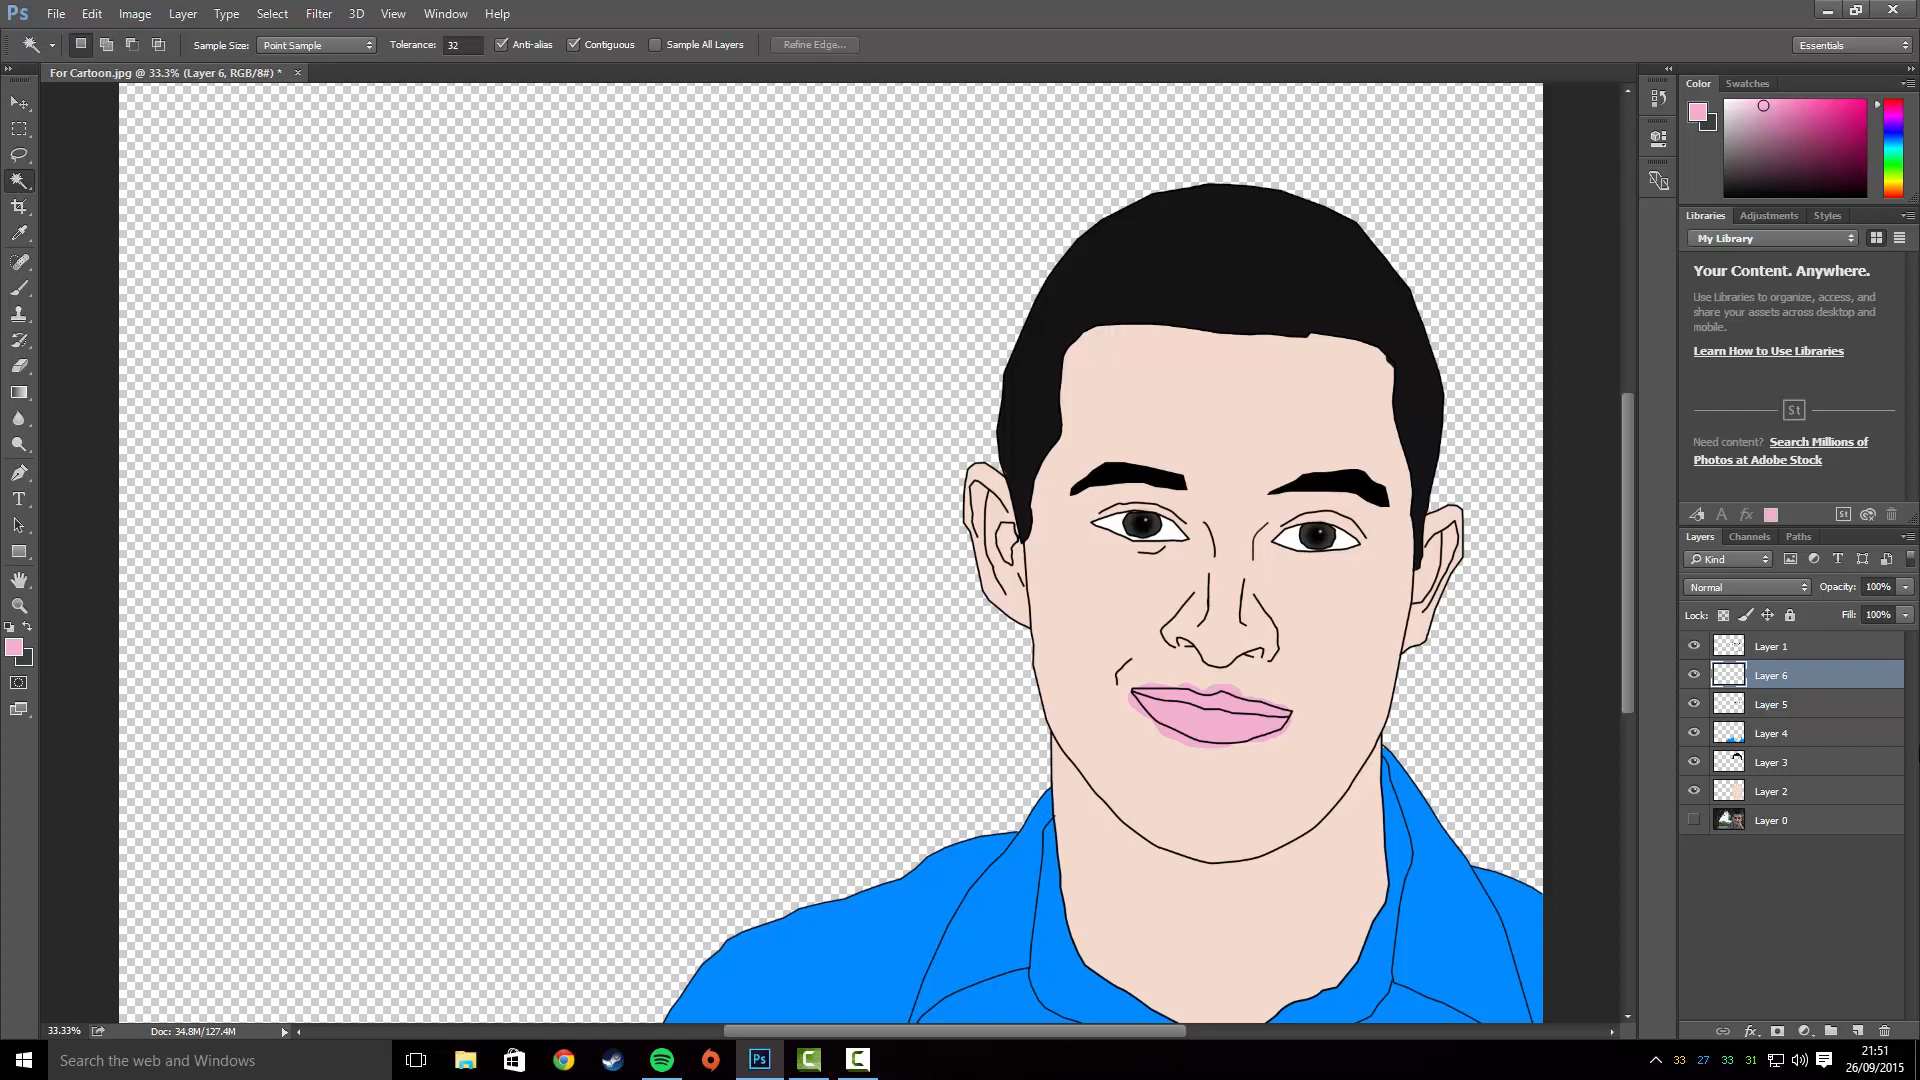 Ps File Edit Image Layer Type Select Filter 3D View Window Help
Sample Size: Point Sample Tolerance: 32 Anti-alias Contiguous Sample All Layers Refine Edge... Essentials
For Cartoon.jpg @ 33.3% (Layer 6, RGB/8#) * ×
Color Swatches
Libraries Adjustments Styles
My Library
Your Content. Anywhere.
Use Libraries to organize, access, and
share your assets across desktop and
mobile.
Learn How to Use Libraries
St
Need content? Search Millions of
Photos at Adobe Stock
A fx St
Layers Channels Paths
Kind T
Normal Opacity: 100%
Lock: Fill: 100%
Layer 1
Layer 6
Layer 5
Layer 4
Layer 3
Layer 2
Layer 0
fx
T
33.33% Doc: 34.8M/127.4M
Search the web and Windows Ps C C 33 27 33 31 21:51
26/09/2015